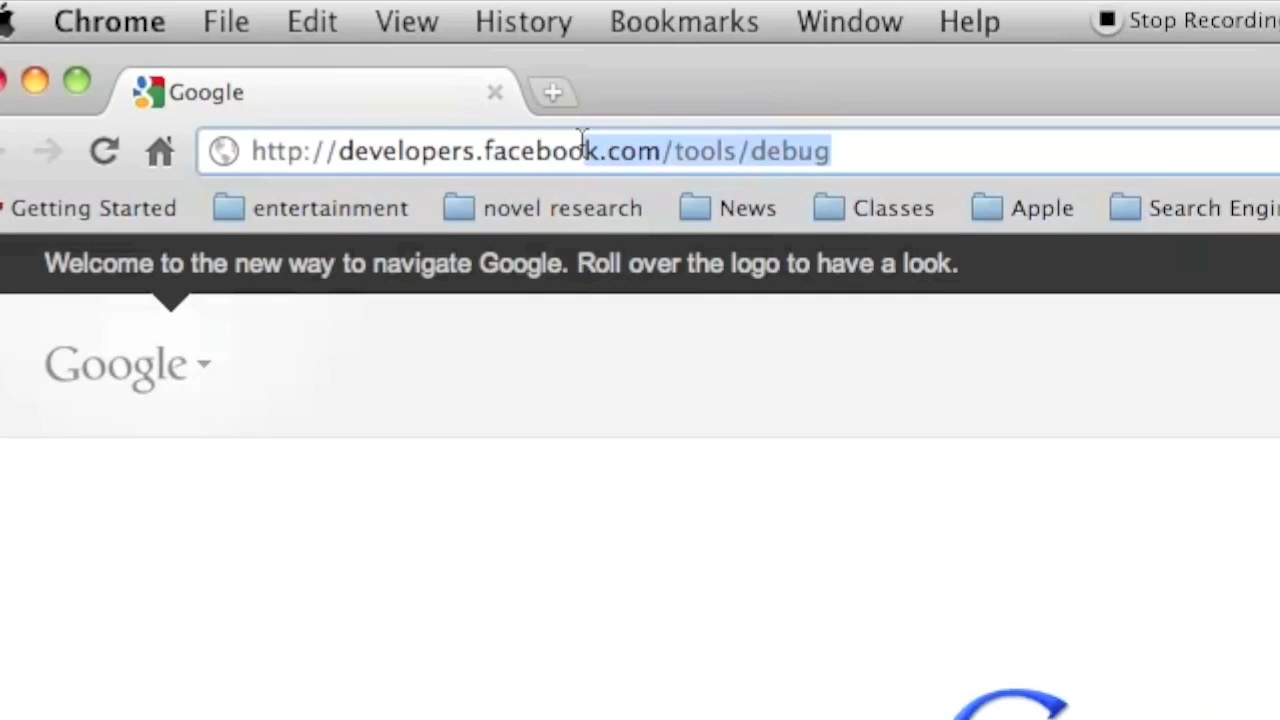 Chrome File Edit View History Bookmarks Window Help Stop Recording
Google
http://developers.facebook.com/tools/debug
Getting Started entertainment novel research News Classes Apple Search Engi
Welcome to the new way to navigate Google. Roll over the logo to have a look.
Google